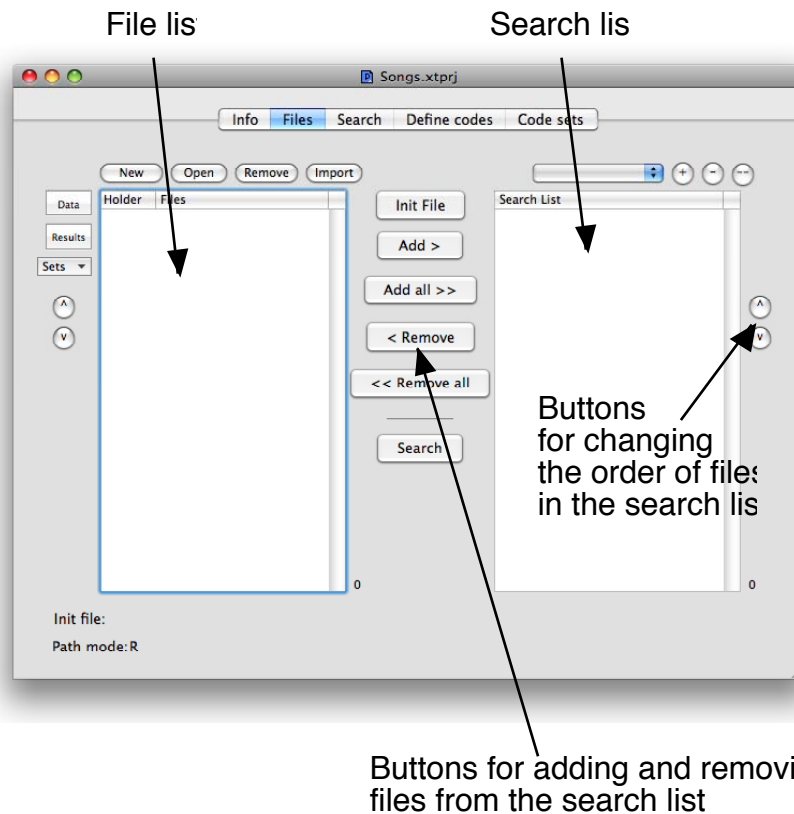 File lis
Search lis
Songs.xtprj
Info Files Search Define codes Code sets
New Open Remove Import + - --
Data
Results
Sets
Holder Files
Init File
Add >
Add all >>
< Remove
<< Remove all
Search
Search List
^
v
^
v
Buttons
for changing
the order of files
in the search lis
0
0
Init file:
Path mode:R
Buttons for adding and removi
files from the search list